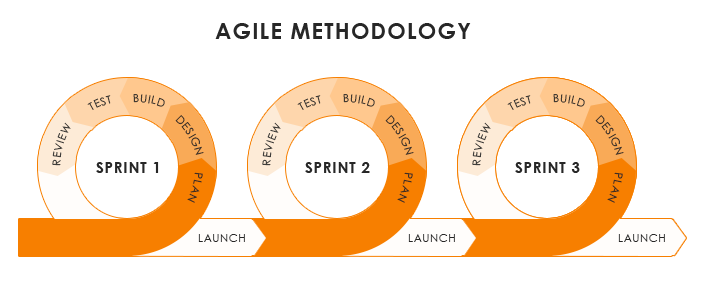 AGILE METHODOLOGY
REVIEW
TEST
BUILD
DESIGN
PLAN
SPRINT 1
LAUNCH
REVIEW
TEST
BUILD
DESIGN
PLAN
SPRINT 2
LAUNCH
REVIEW
TEST
BUILD
DESIGN
PLAN
SPRINT 3
LAUNCH